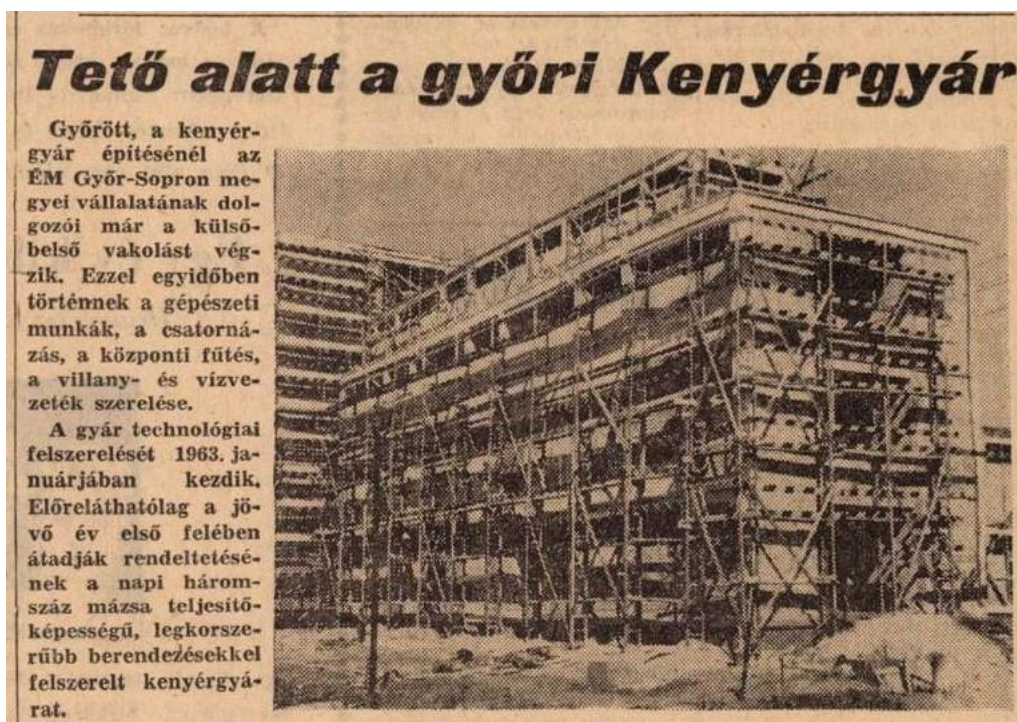 Tető alatt a győri Kenyérgyár
Győrött, a kenyér-
gyár építésénél az
ÉM Győr-Sopron me-
gyei vállalatának dol-
gozói már a külső-
belső vakolást vég-
zik. Ezzel egyidőben
történnek a gépészeti
munkák, a csatorná-
zás, a központi fűtés,
a villany- és vízve-
zeték szerelése.
A gyár technológiai
felszerelését 1963. ja-
nuárjában kezdik.
Előreláthatólag a jö-
vő év első felében
átadják rendeltetésé-
nek a napi három-
száz mázsa teljesítő-
képességű, legkorsze-
rűbb berendezésekkel
felszerelt kenyérgyá-
rat.